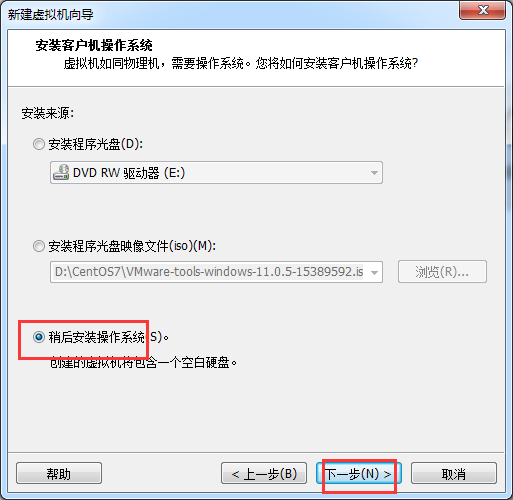 新建虚拟机向导
安装客户机操作系统
虚拟机如同物理机，需要操作系统。您将如何安装客户机操作系统?
安装来源:
安装程序光盘(D):
DVD RW 驱动器 (E:)
安装程序光盘映像文件(iso)(M):
D:\CentOS7\VMware-tools-windows-11.0.5-15389592.is
浏览(R)...
稍后安装操作系统(S)。
创建的虚拟机将包含一个空白硬盘。
帮助
< 上一步(B)
下一步(N) >
取消